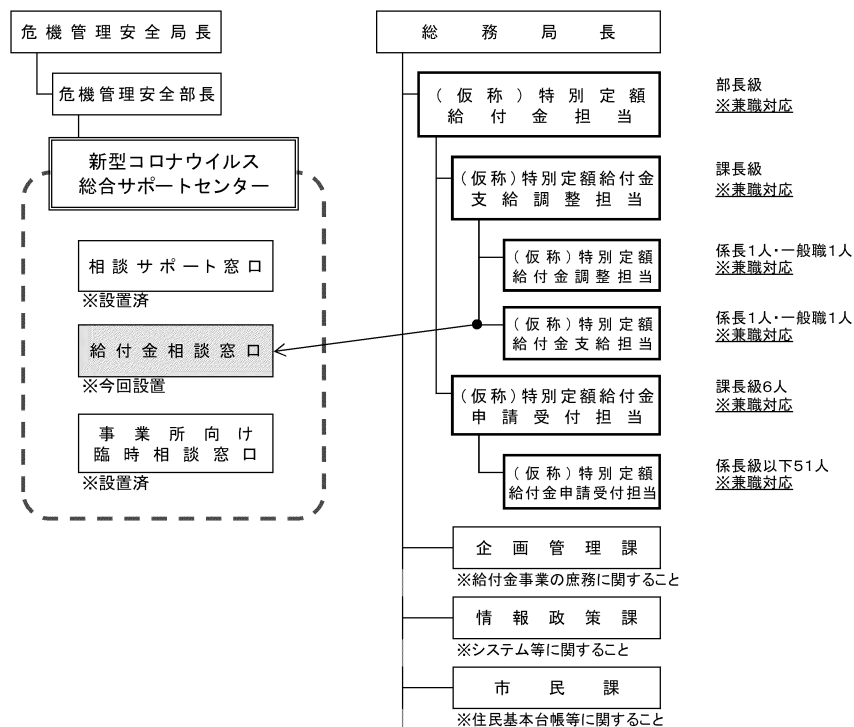 危機管理安全局長
危機管理安全部長
新型コロナウイルス
総合サポートセンター
相談サポート窓口
※設置済
給付金相談窓口
※今回設置
事業所向け
臨時相談窓口
※設置済
総務局長
(仮称)特別定額
給付金担当
部長級
※兼職対応
(仮称)特別定額給付金
支給調整担当
課長級
※兼職対応
(仮称)特別定額
給付金調整担当
係長1人・一般職1人
※兼職対応
(仮称)特別定額
給付金支給担当
係長1人・一般職1人
※兼職対応
(仮称)特別定額給付金
申請受付担当
課長級6人
※兼職対応
(仮称)特別定額
給付金申請受付担当
係長級以下51人
※兼職対応
企画管理課
※給付金事業の庶務に関すること
情報政策課
※システム等に関すること
市民課
※住民基本台帳等に関すること